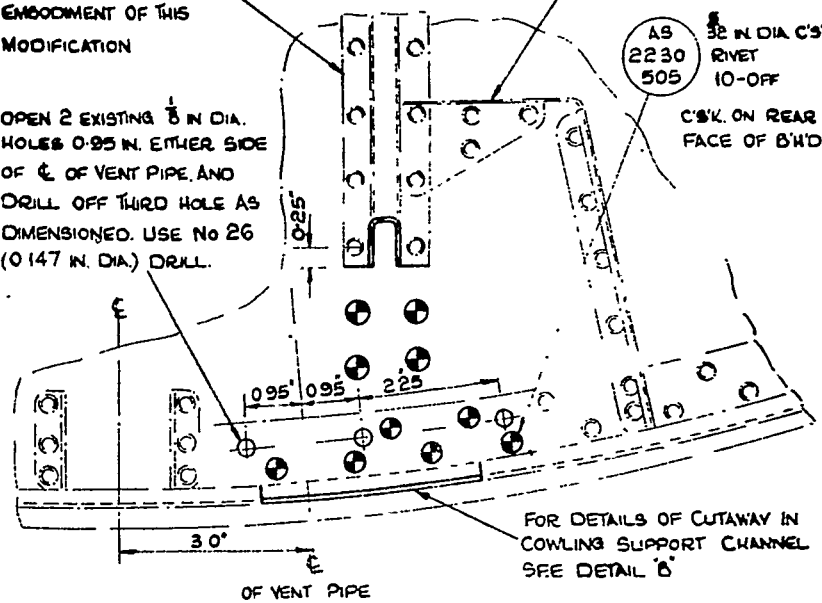 EMBODIMENT OF THIS
MODIFICATION
OPEN 2 EXISTING 1/8 IN DIA.
HOLES 0.95 IN. EITHER SIDE
OF ℄ OF VENT PIPE, AND
DRILL OFF THIRD HOLE AS
DIMENSIONED. USE No 26
(0.147 IN. DIA.) DRILL.
AS
2230
505
5/32 IN DIA C'S'
RIVET
10-OFF
C'S'K. ON REAR
FACE OF B'H'D
0.25"
℄
0.95"
0.95"
2.25"
3.0"
℄
OF VENT PIPE
FOR DETAILS OF CUTAWAY IN
COWLING SUPPORT CHANNEL
SEE DETAIL 'B'